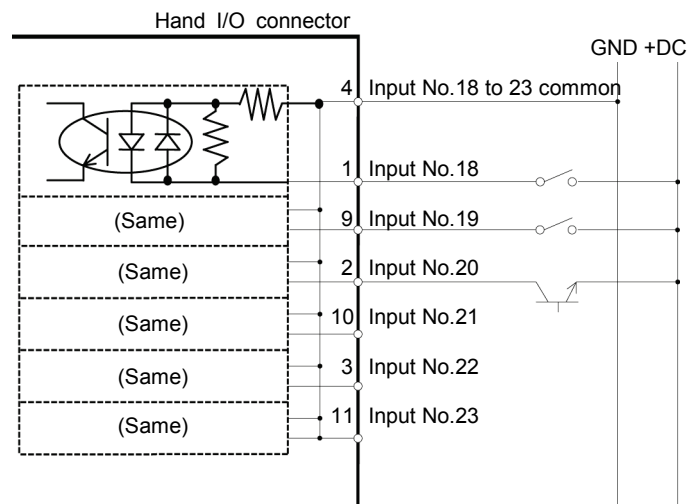 Hand I/O connector
GND +DC
4 Input No.18 to 23 common
1 Input No.18
(Same) 9 Input No.19
(Same) 2 Input No.20
(Same) 10 Input No.21
(Same) 3 Input No.22
(Same) 11 Input No.23